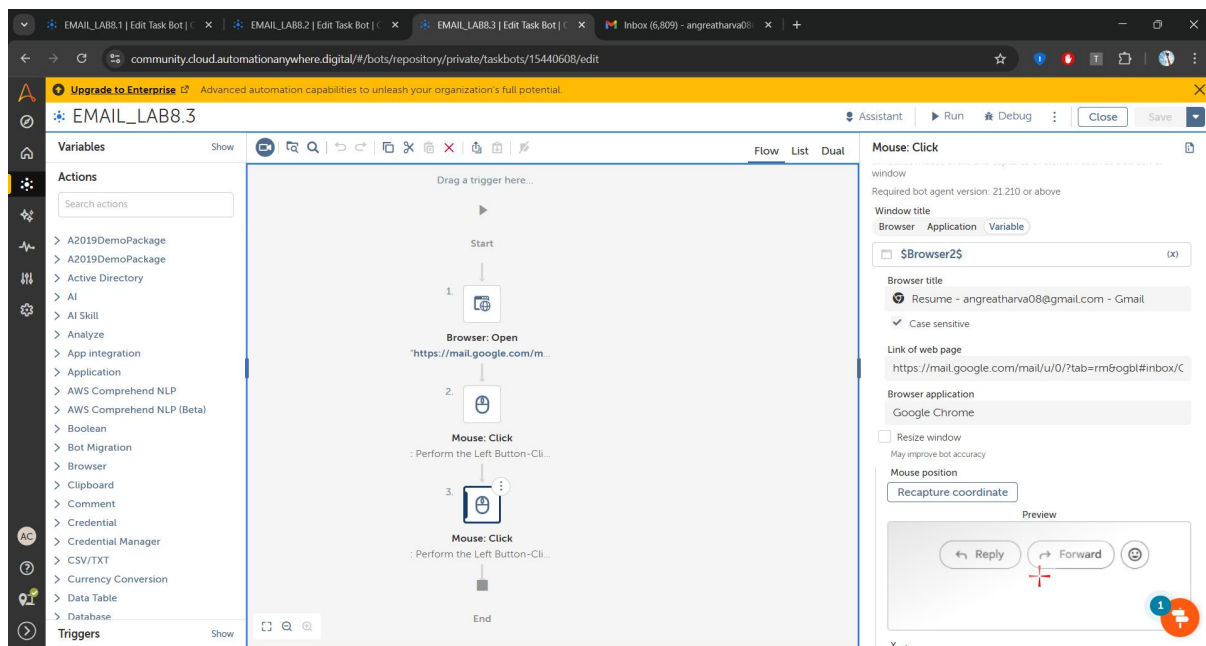 EMAIL_LAB8.1 | Edit Task Bot | C
EMAIL_LAB8.2 | Edit Task Bot | C
EMAIL_LAB8.3 | Edit Task Bot | C
Inbox (6,809) - angreatharva08
community.cloud.automationanywhere.digital/#/bots/repository/private/taskbots/15440608/edit
Upgrade to Enterprise Advanced automation capabilities to unleash your organization's full potential.
EMAIL_LAB8.3
Assistant Run Debug Close Save
Variables Show
Actions
Search actions
A2019DemoPackage
A2019DemoPackage
Active Directory
AI
AI Skill
Analyze
App integration
Application
AWS Comprehend NLP
AWS Comprehend NLP (Beta)
Boolean
Bot Migration
Browser
Clipboard
Comment
Credential
Credential Manager
CSV/TXT
Currency Conversion
Data Table
Database
Triggers Show
AC
Flow List Dual
Drag a trigger here...
Start
1.
Browser: Open
"https://mail.google.com/m...
2.
Mouse: Click
: Perform the Left Button-Cli...
3.
Mouse: Click
: Perform the Left Button-Cli...
End
Mouse: Click
window
Required bot agent version: 21.210 or above
Window title
Browser Application Variable
$Browser2$ (x)
Browser title
Resume - angreatharva08@gmail.com - Gmail
Case sensitive
Link of web page
https://mail.google.com/mail/u/0/?tab=rm&ogbl#inbox/C
Browser application
Google Chrome
Resize window
May improve bot accuracy
Mouse position
Recapture coordinate
Preview
Reply Forward
1